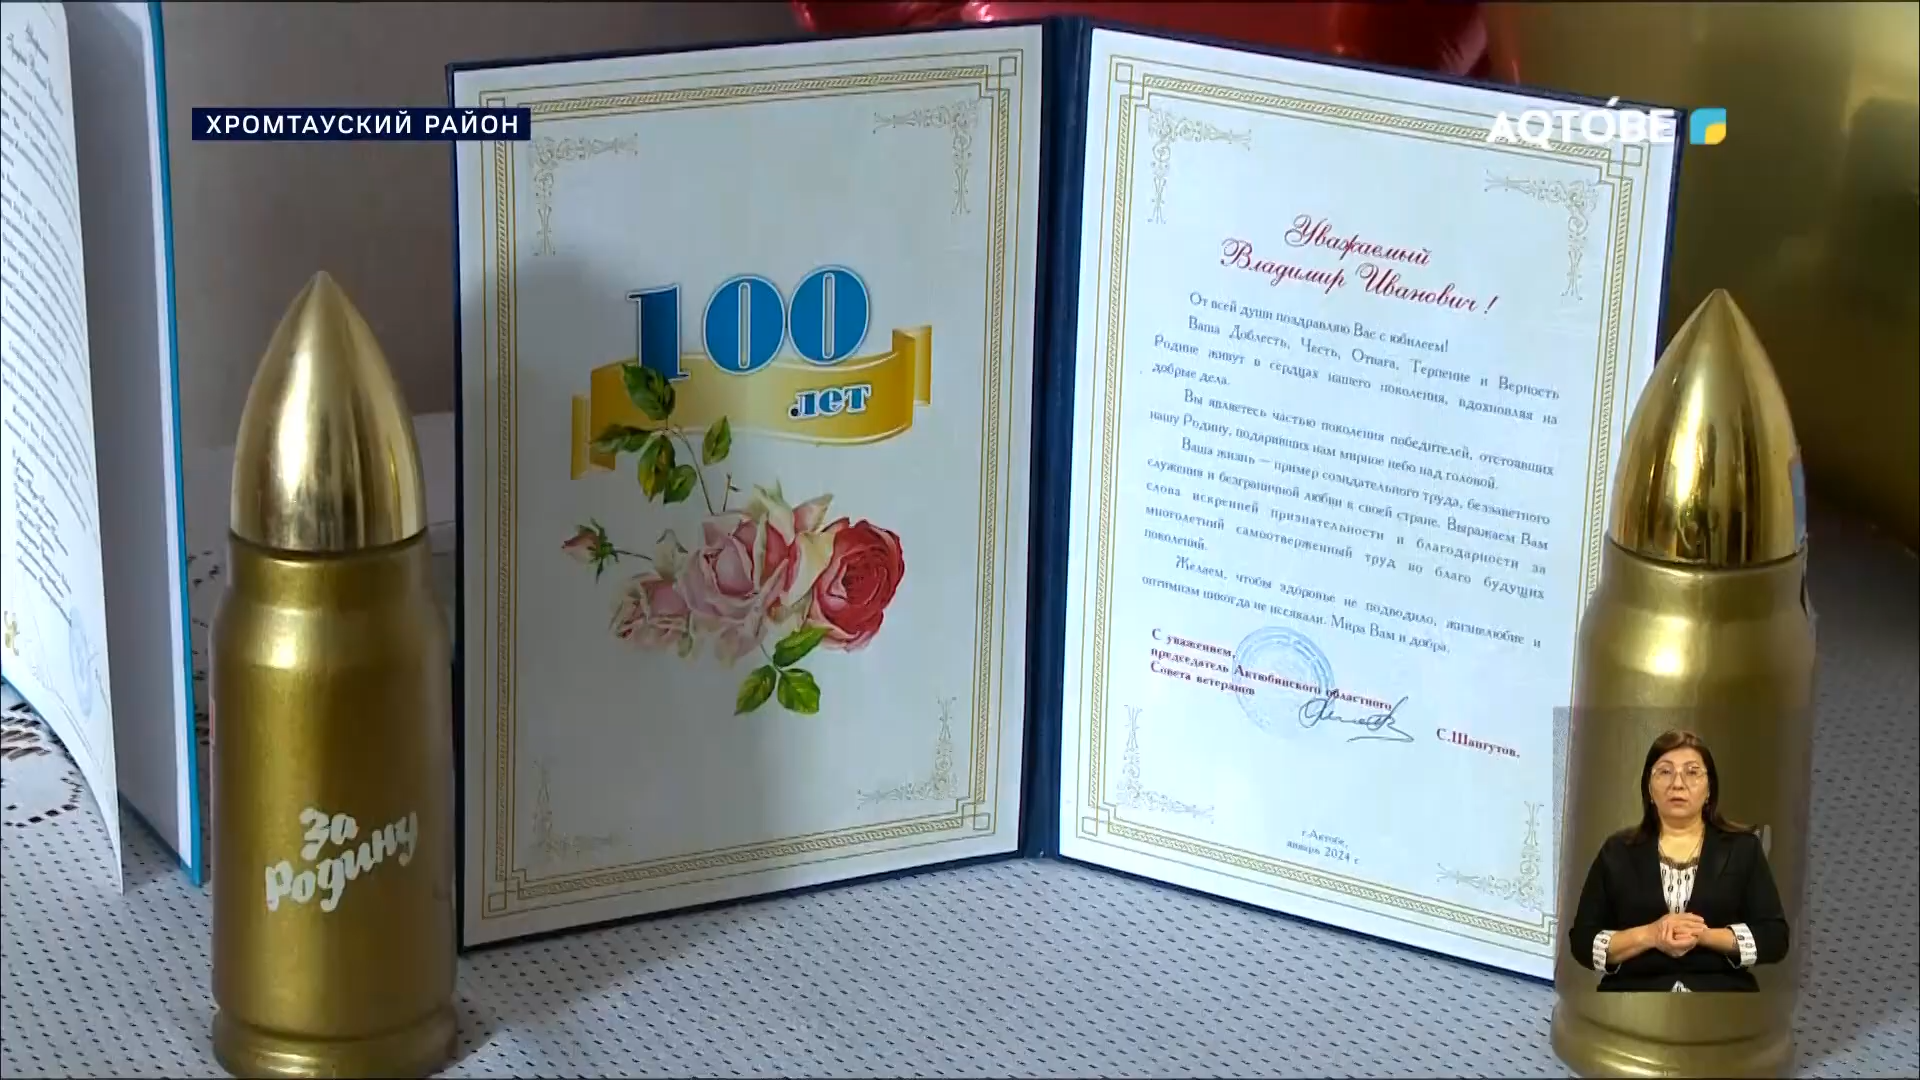 ХРОМТАУСКИЙ РАЙОН
AQTÓBE
100
лет
Уважаемый
Владимир Иванович !
От всей души поздравляю Вас с юбилеем!
Ваша Доблесть, Честь, Отвага, Терпение и Верность
Родине живут в сердцах нашего поколения, вдохновляя на
добрые дела.
Вы являетесь частью поколения победителей, отстоявших
нашу Родину, подаривших нам мирное небо над головой.
Ваша жизнь — пример созидательного труда, беззаветного
служения и безграничной любви к своей стране. Выражаем Вам
слова искренней признательности и благодарности за
многолетний самоотверженный труд во благо будущих
поколений.
Желаем, чтобы здоровье не подводило, жизнелюбие и
оптимизм никогда не иссякали. Мира Вам и добра.
С уважением,
председатель Актюбинского областного
Совета ветеранов
С.Шангутов.
г.Актобе,
январь 2024 г
За
родину